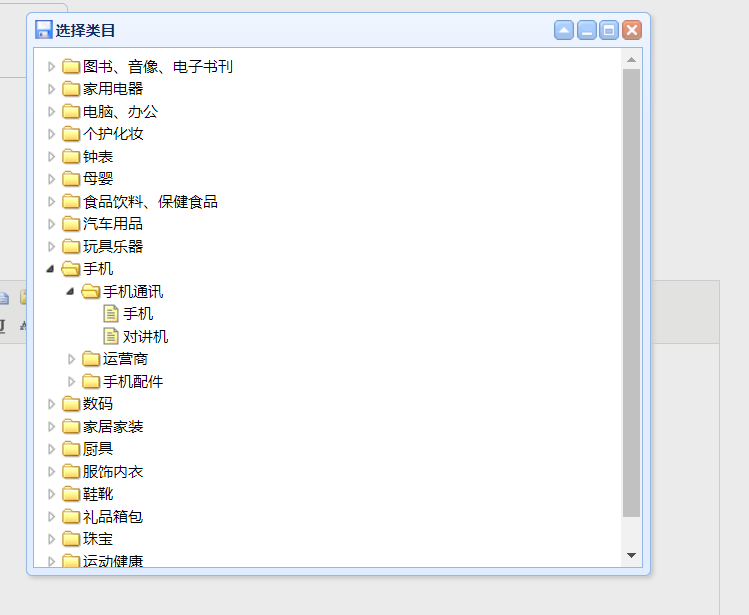 选择类目
图书、音像、电子书刊
家用电器
电脑、办公
个护化妆
钟表
母婴
食品饮料、保健食品
汽车用品
玩具乐器
手机
手机通讯
手机
对讲机
运营商
手机配件
数码
家居家装
厨具
服饰内衣
鞋靴
礼品箱包
珠宝
运动健康